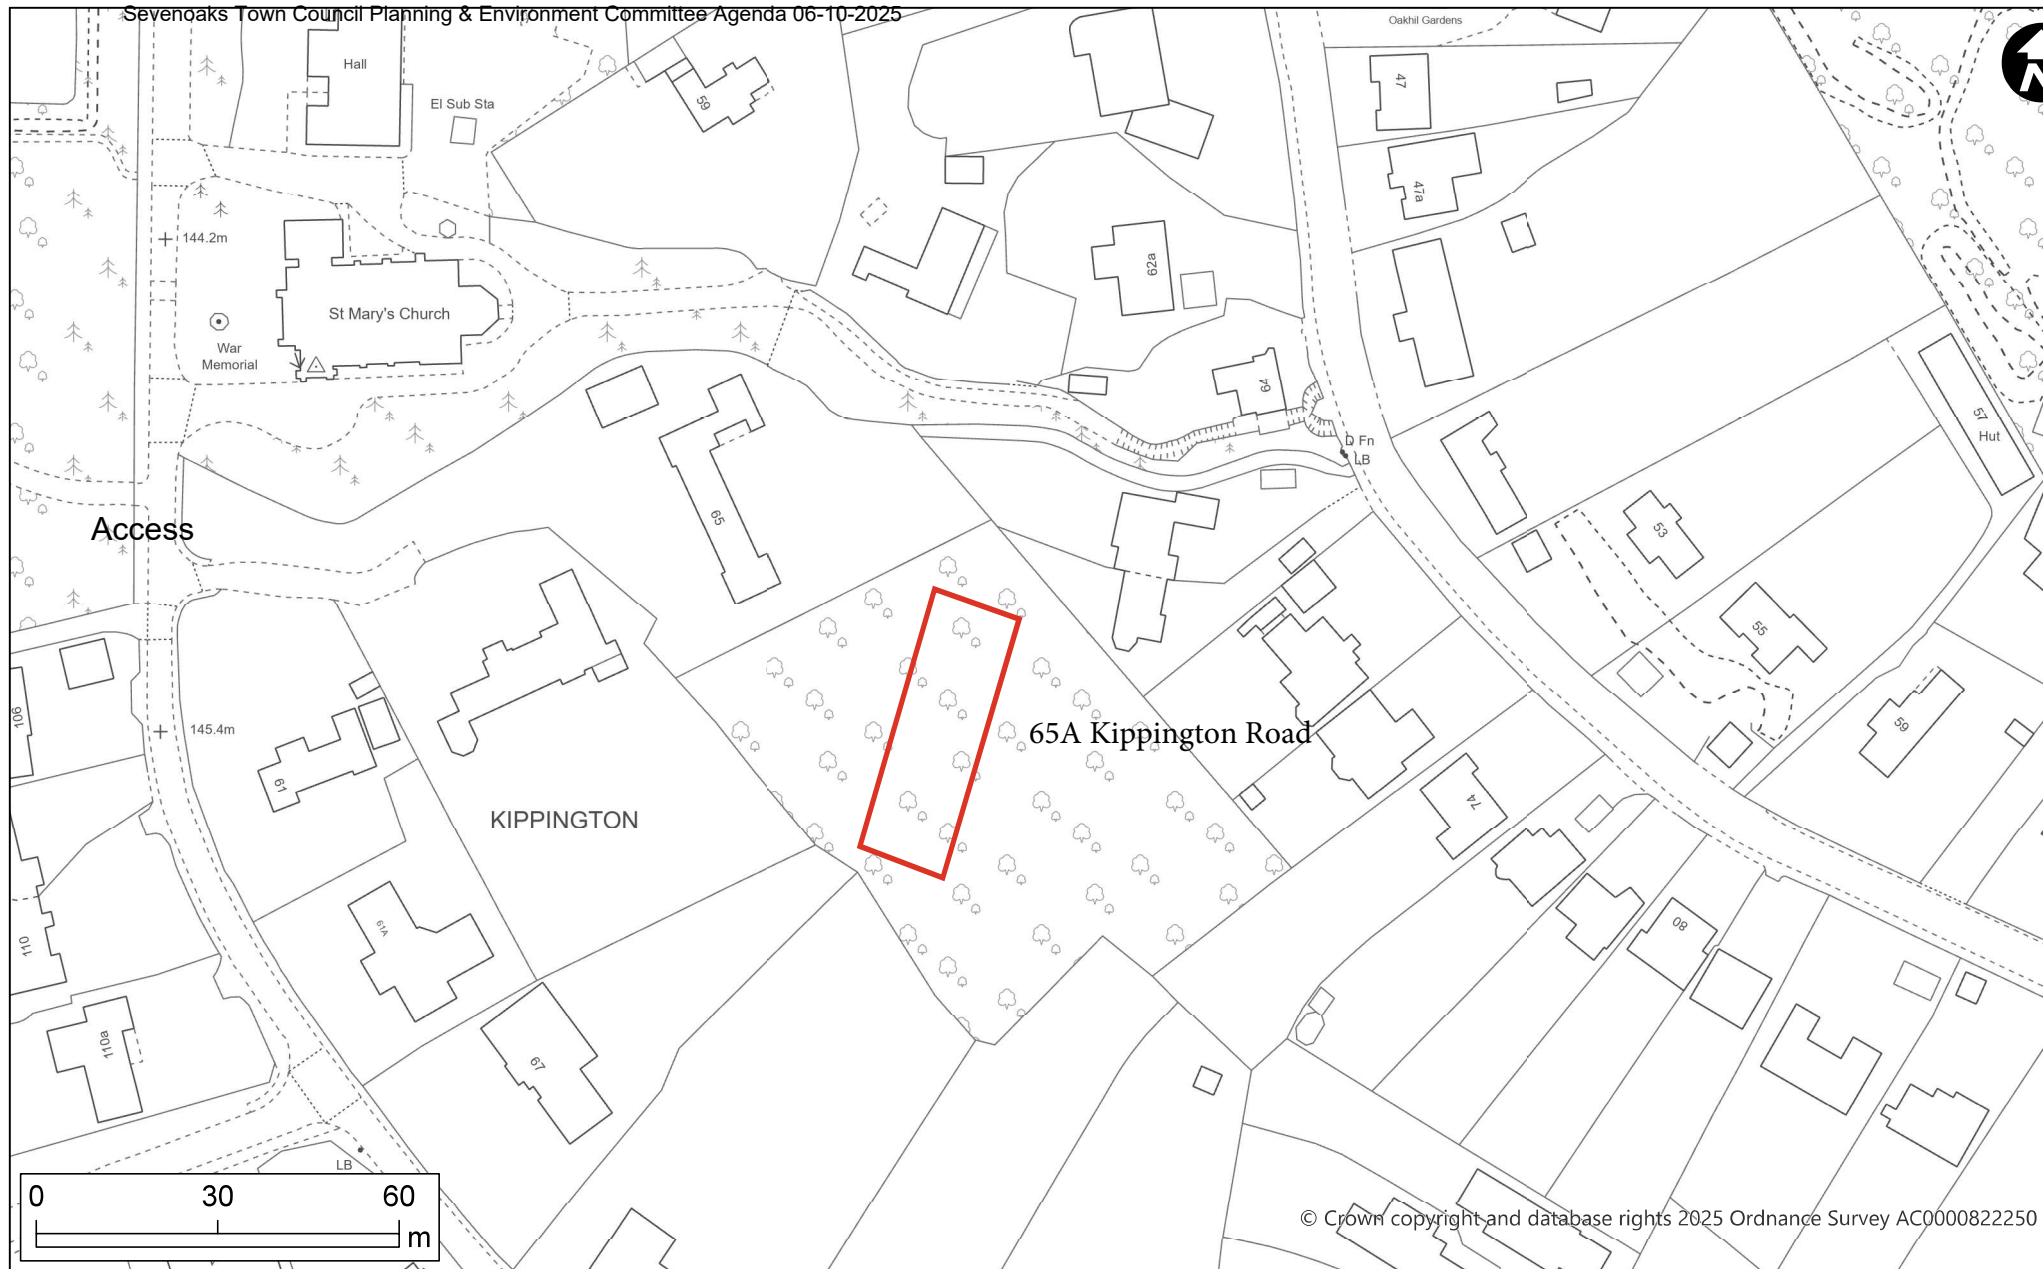 Sevenoaks Town Council Planning & Environment Committee Agenda 06-10-2025
Oakhil Gardens
N
Hall
El Sub Sta
59
47
47a
144.2m
St Mary's Church
War
Memorial
62a
64
57
Hut
D Fn
LB
65
53
Access
55
106
145.4m
65A Kippington Road
59
61
KIPPINGTON
74
61A
80
110
110a
67
LB
0 30 60
m
© Crown copyright and database rights 2025 Ordnance Survey AC0000822250